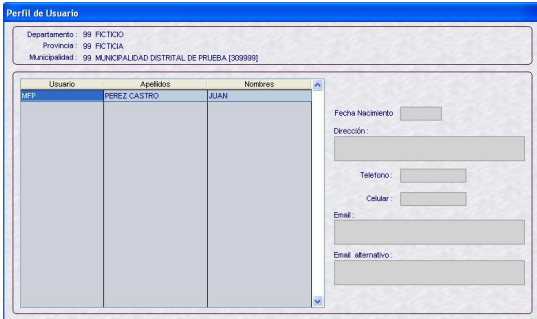 Perfil de Usuario
Departamento : 99 FICTICIO
Provincia : 99 FICTICIA
Municipalidad : 99 MUNICIPALIDAD DISTRITAL DE PRUEBA [309999]
Usuario Apellidos Nombres
MFP PEREZ CASTRO JUAN
Fecha Nacimiento
Dirección :
Telefono :
Celular :
Email :
Email alternativo :